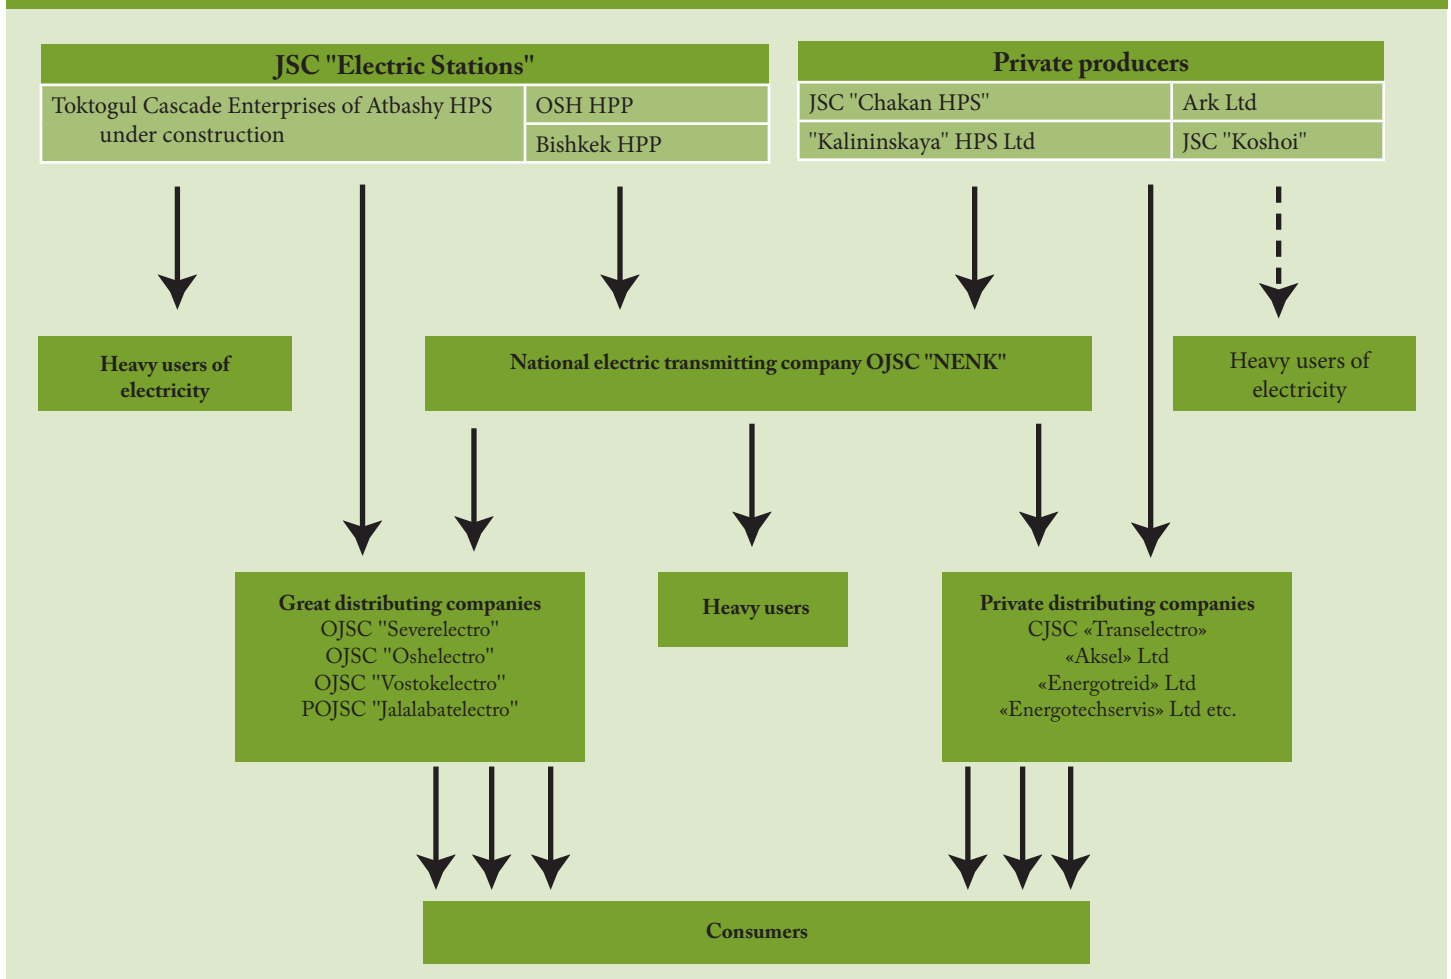 JSC "Electric Stations"
Toktogul Cascade Enterprises of Atbashy HPS
under construction
OSH HPP
Bishkek HPP
Private producers
JSC "Chakan HPS"
Ark Ltd
"Kalininskaya" HPS Ltd
JSC "Koshoi"
Heavy users of
electricity
National electric transmitting company OJSC "NENK"
Heavy users of
electricity
Great distributing companies
OJSC "Severelectro"
OJSC "Oshelectro"
OJSC "Vostokelectro"
POJSC "Jalalabatelectro"
Heavy users
Private distributing companies
CJSC «Transelectro»
«Aksel» Ltd
«Energotreid» Ltd
«Energotechservis» Ltd etc.
Consumers